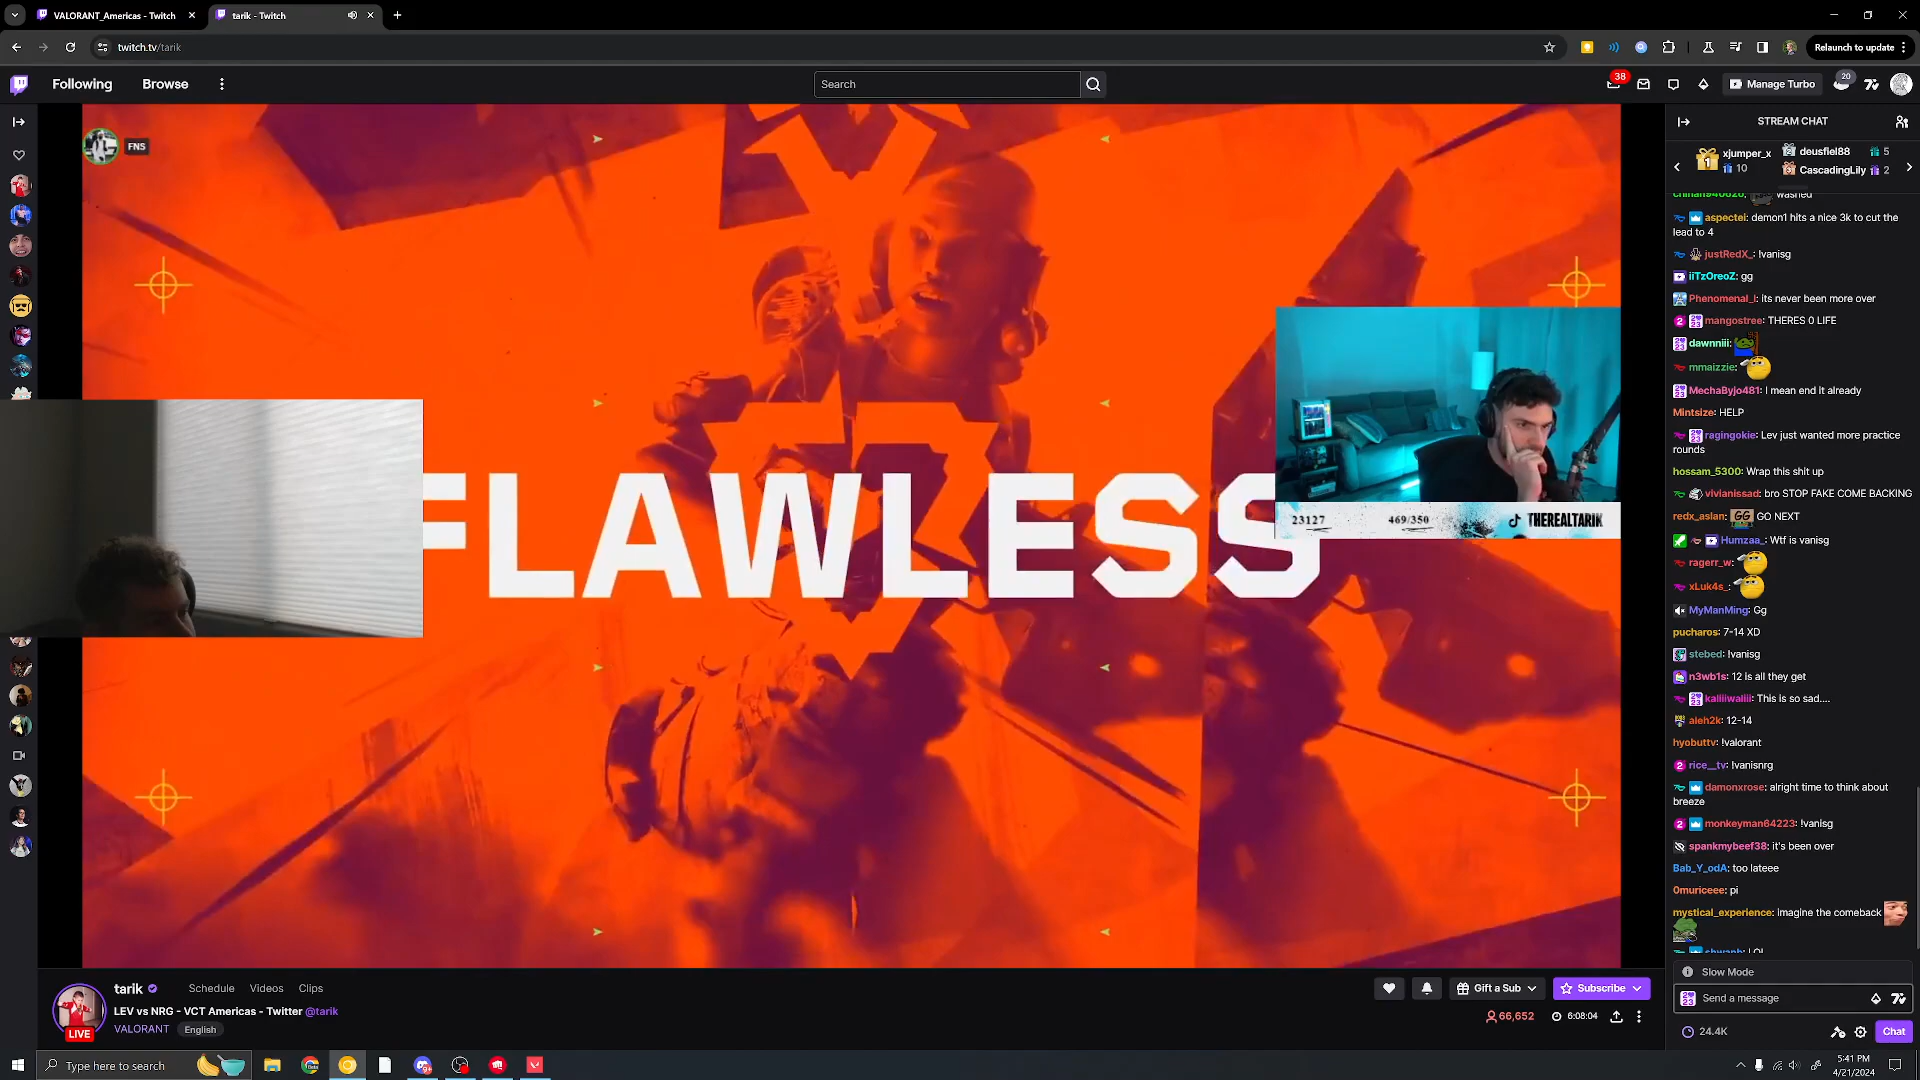 VALORANT_Americas - Twitch
tarik - Twitch
twitch.tv/tarik
Relaunch to update
Following
Browse
Search
38
Manage Turbo
20
FNS
FLAWLESS
23127
469/350
THEREALTARIK
STREAM CHAT
1
xjumper_x
10
deusfiel88
5
CascadingLily
2
washed
aspectei: demon1 hits a nice 3k to cut the
lead to 4
justRedX_: !vanisg
iiTzOreoZ: gg
Phenomenal_i: its never been more over
mangostree: THERES 0 LIFE
dawnniii:
mmaizzie:
MechaByJo481: I mean end it already
Mintsize: HELP
ragingokie: Lev just wanted more practice
rounds
hossam_5300: Wrap this shit up
vivianissad: bro STOP FAKE COME BACKING
redx_aslan: GG GO NEXT
Humzaa_: Wtf is vanisg
ragerr_w:
xLuk4s_:
MyManMing: Gg
pucharos: 7-14 XD
stebed: !vanisg
n3wb1s: 12 is all they get
kaliiiwaliii: This is so sad....
aleh2k: 12-14
hyobuttv: !valorant
rice__tv: !vanisnrg
damonxrose: alright time to think about
breeze
monkeyman64223: !vanisg
spankmybeef38: it's been over
Bab_Y_odA: too lateee
0muriceee: pi
mystical_experience: Imagine the comeback
Slow Mode
Send a message
24.4K
Chat
tarik
Schedule
Videos
Clips
LIVE
LEV vs NRG - VCT Americas - Twitter @tarik
VALORANT
English
Gift a Sub
Subscribe
66,652
6:08:04
Type here to search
5:41 PM
4/21/2024